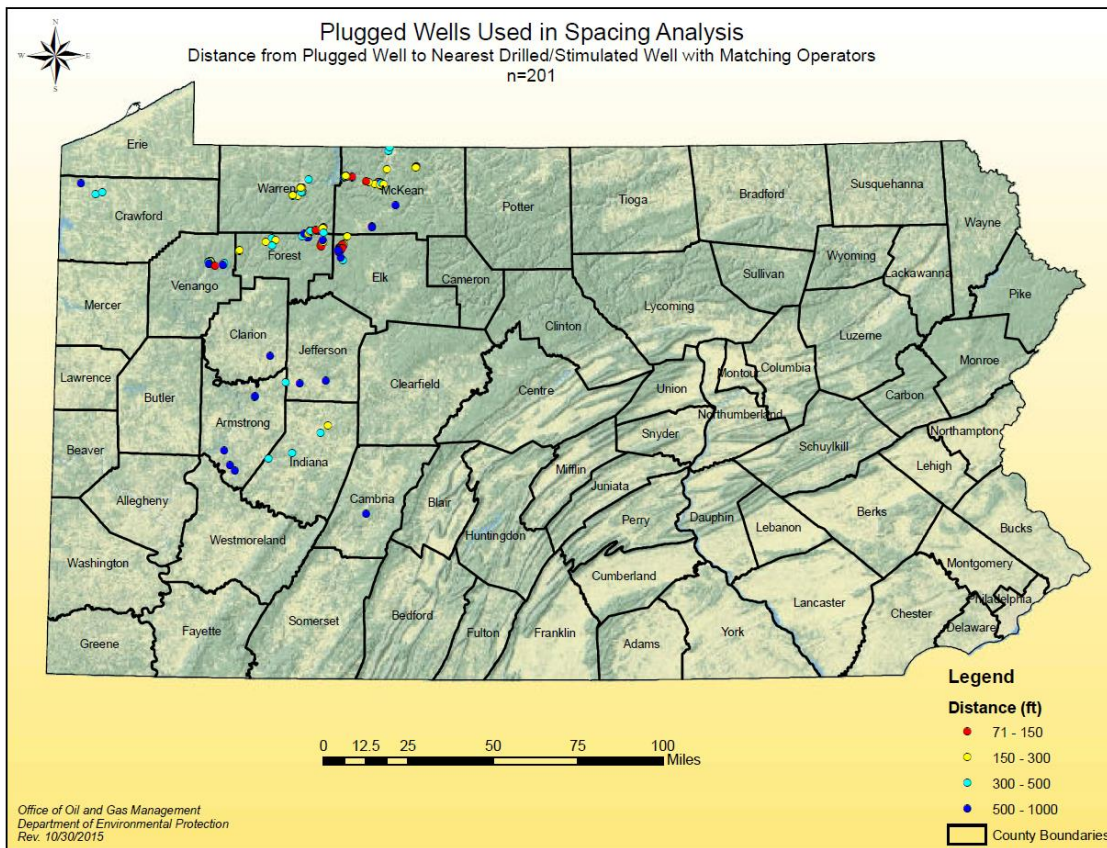 Plugged Wells Used in Spacing Analysis
Distance from Plugged Well to Nearest Drilled/Stimulated Well with Matching Operators
n=201
N
W E
S
Erie
Warren
McKean
Crawford
Potter
Tioga
Bradford
Susquehanna
Wayne
Forest
Venango
Elk
Cameron
Mercer
Sullivan
Wyoming
Lackawanna
Pike
Lycoming
Clinton
Clarion
Jefferson
Luzerne
Monroe
Lawrence
Butler
Clearfield
Centre
Union
Montour
Columbia
Carbon
Armstrong
Northumberland
Northampton
Beaver
Snyder
Schuylkill
Indiana
Mifflin
Lehigh
Allegheny
Cambria
Blair
Juniata
Huntingdon
Perry
Dauphin
Lebanon
Berks
Bucks
Westmoreland
Washington
Cumberland
Montgomery
Philadelphia
Lancaster
Chester
Delaware
Greene
Fayette
Somerset
Bedford
Fulton
Franklin
Adams
York
Legend
Distance (ft)
71 - 150
150 - 300
300 - 500
500 - 1000
County Boundaries
0 12.5 25 50 75 100
Miles
Office of Oil and Gas Management
Department of Environmental Protection
Rev. 10/30/2015